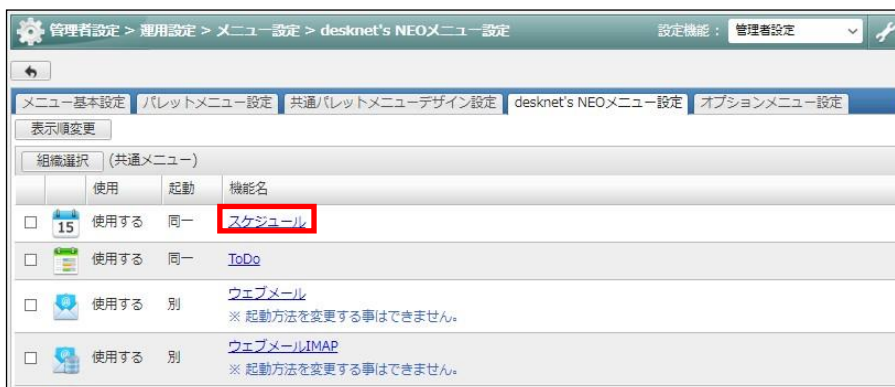 管理者設定 > 運用設定 > メニュー設定 > desknet's NEOメニュー設定 設定機能： 管理者設定
メニュー基本設定 パレットメニュー設定 共通パレットメニューデザイン設定 desknet's NEOメニュー設定 オプションメニュー設定
表示順変更
組織選択 (共通メニュー)
使用 起動 機能名
15 使用する 同一 スケジュール
使用する 同一 ToDo
使用する 別 ウェブメール
※ 起動方法を変更する事はできません。
使用する 別 ウェブメールIMAP
※ 起動方法を変更する事はできません。